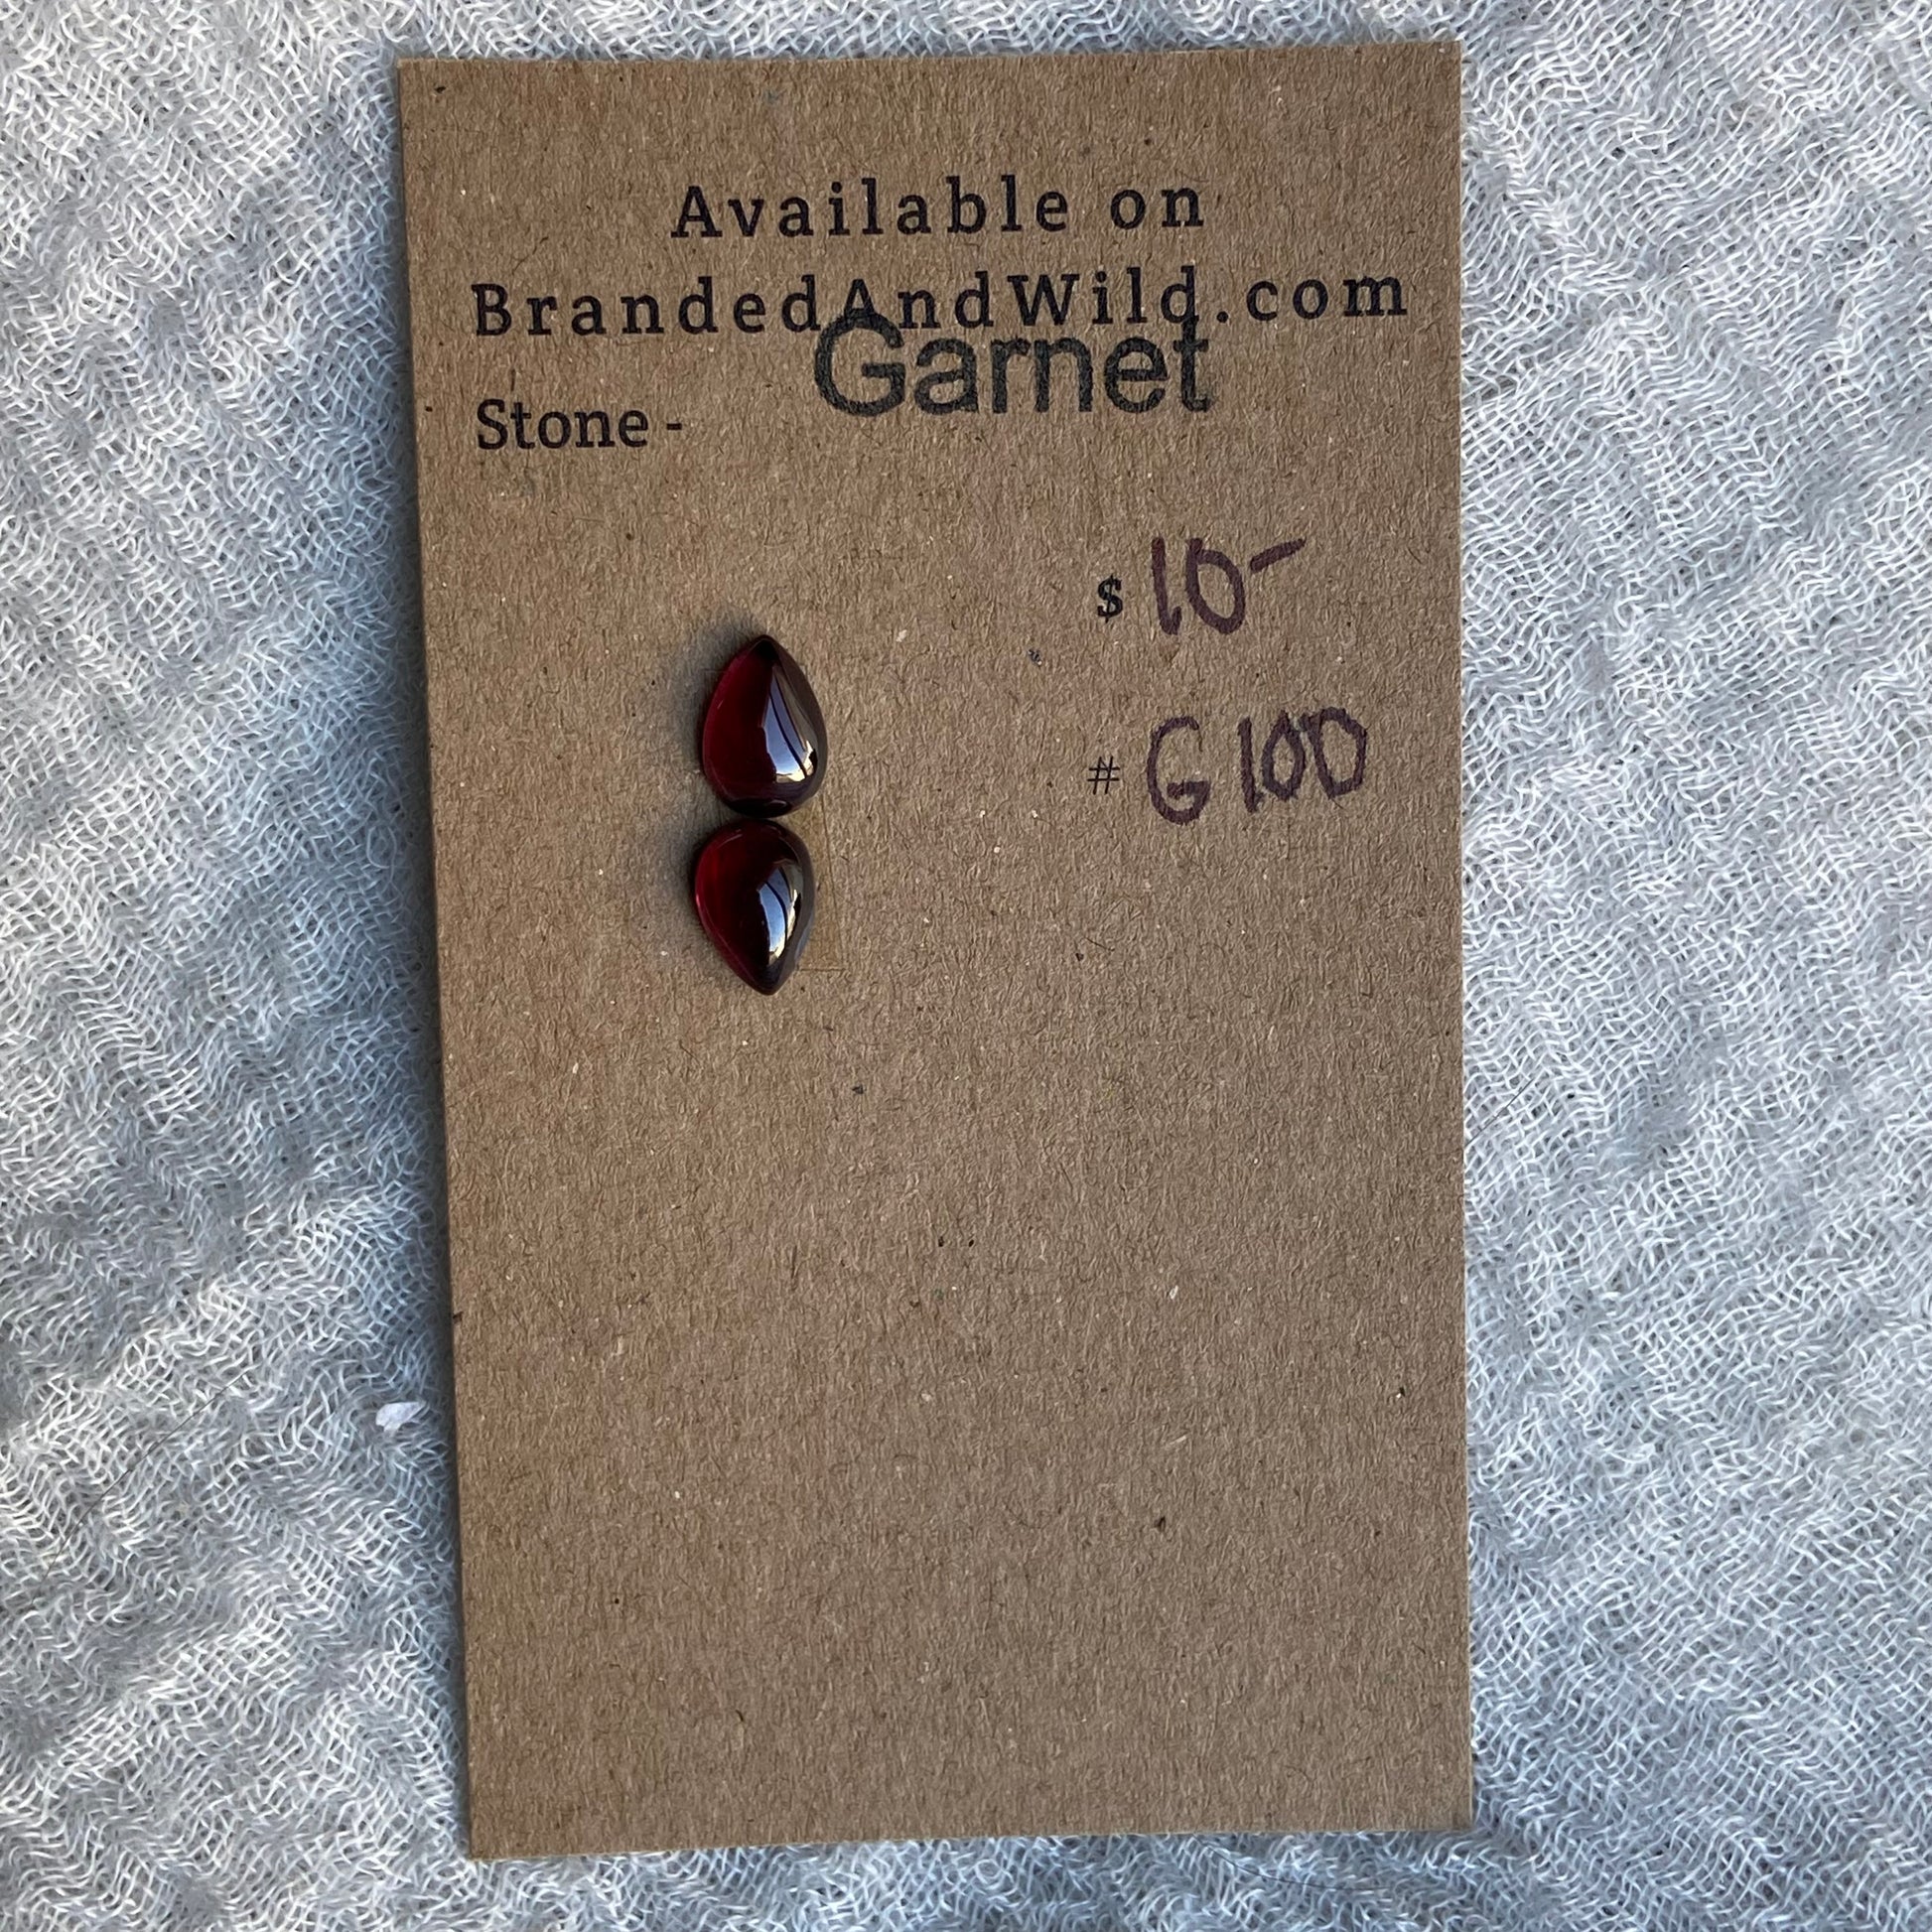 Available on
BrandedAndWild.com
Garnet
Stone -
$ 10-
# G100